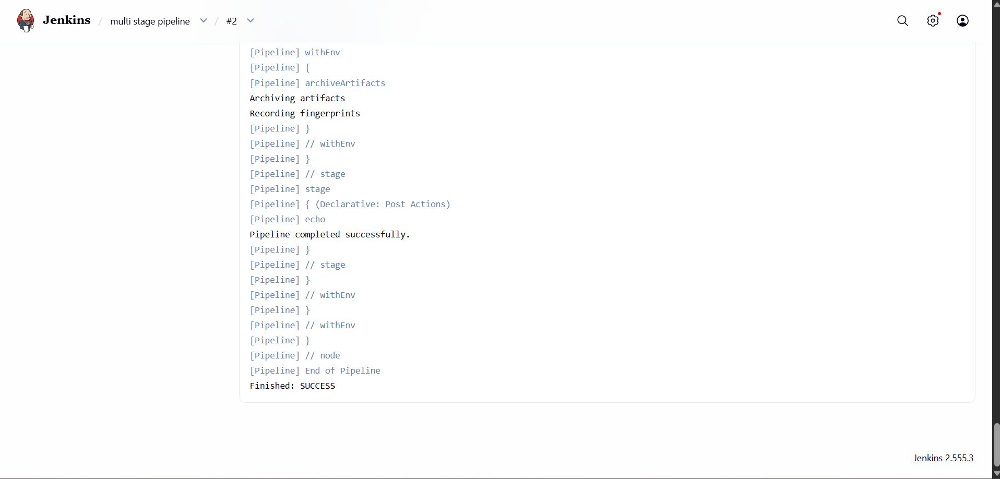 Jenkins / multi stage pipeline / #2
[Pipeline] withEnv
[Pipeline] {
[Pipeline] archiveArtifacts
Archiving artifacts
Recording fingerprints
[Pipeline] }
[Pipeline] // withEnv
[Pipeline] }
[Pipeline] // stage
[Pipeline] stage
[Pipeline] { (Declarative: Post Actions)
[Pipeline] echo
Pipeline completed successfully.
[Pipeline] }
[Pipeline] // stage
[Pipeline] }
[Pipeline] // withEnv
[Pipeline] }
[Pipeline] // withEnv
[Pipeline] }
[Pipeline] // node
[Pipeline] End of Pipeline
Finished: SUCCESS
Jenkins 2.555.3